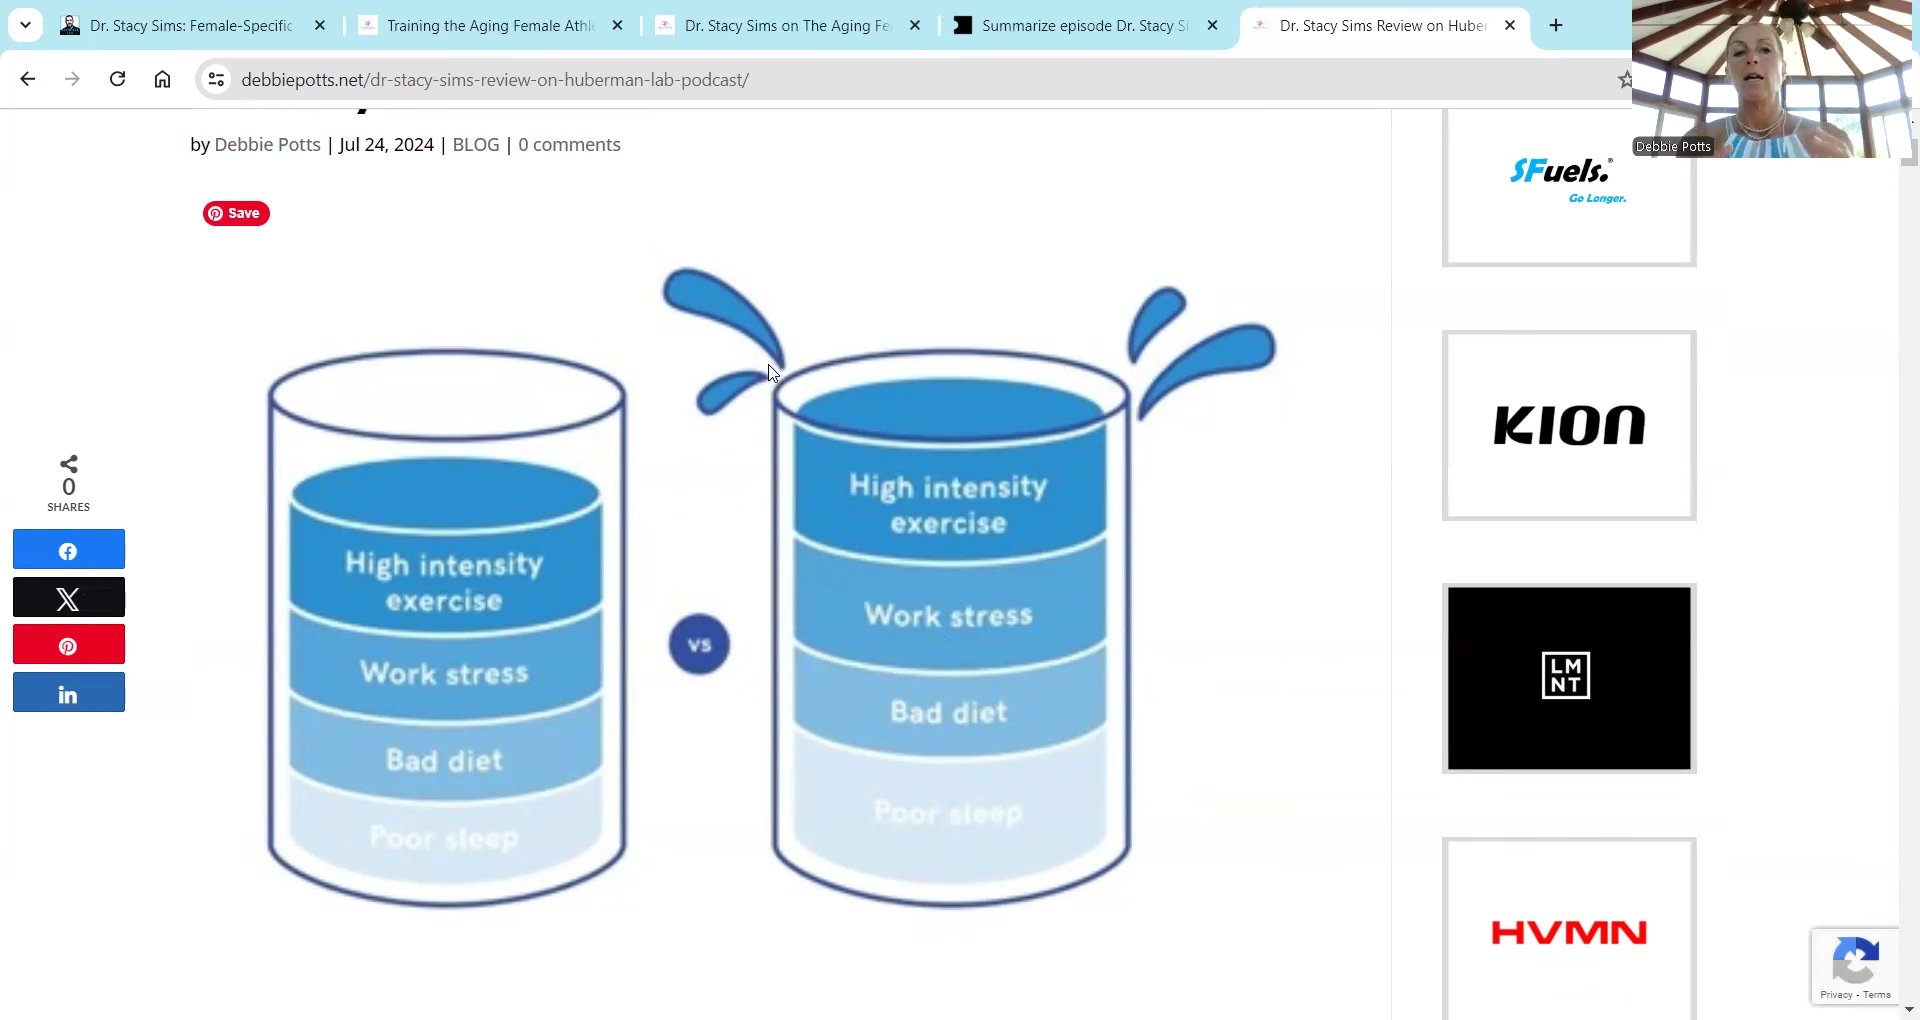 Dr. Stacy Sims: Female-Specific
Training the Aging Female Athl
Dr. Stacy Sims on The Aging Fe
Summarize episode Dr. Stacy Si
Dr. Stacy Sims Review on Huber
debbiepotts.net/dr-stacy-sims-review-on-huberman-lab-podcast/
Debbie Potts
by Debbie Potts | Jul 24, 2024 | BLOG | 0 comments
Save
High intensity
exercise
Work stress
Bad diet
Poor sleep
vs
High intensity
exercise
Work stress
Bad diet
Poor sleep
0
SHARES
SFuels.®
Go Longer.
KION
LM
NT
HVMN
Privacy - Terms